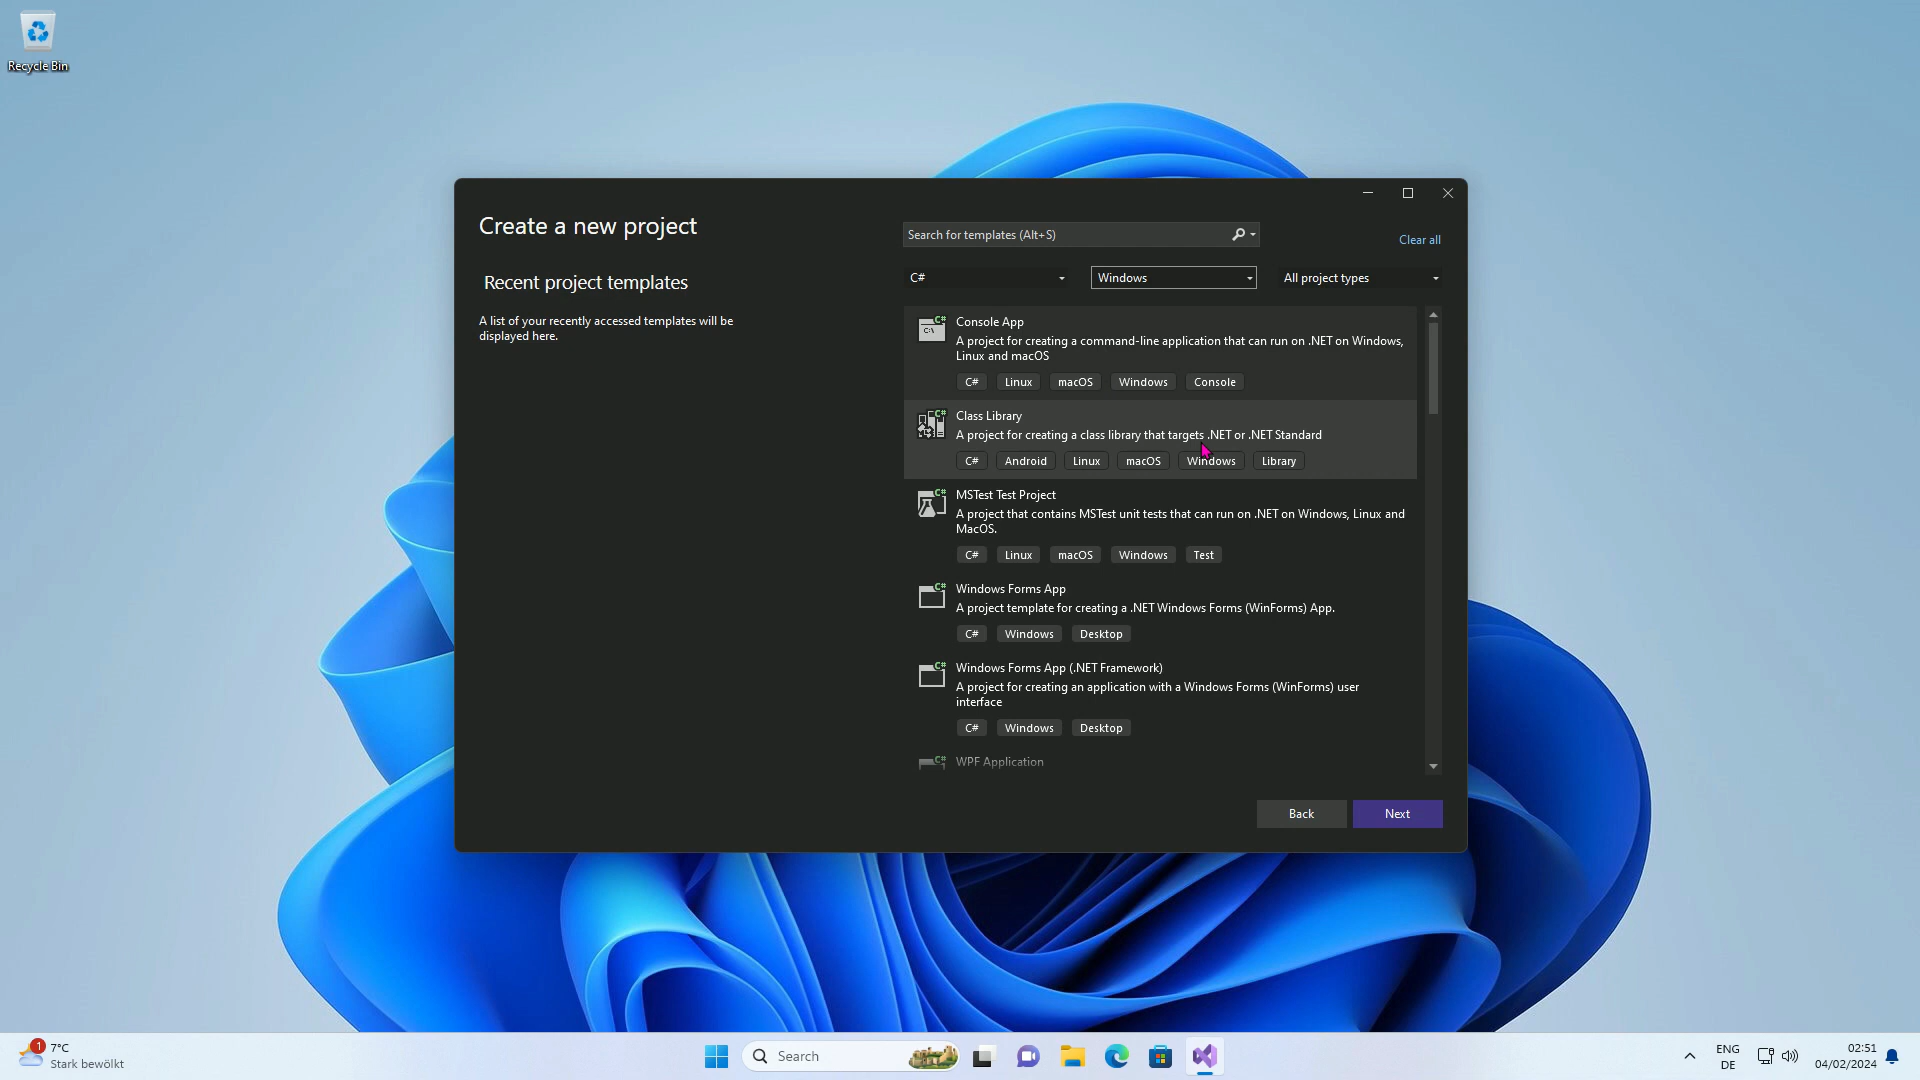 Recycle Bin
Create a new project
Search for templates (Alt+S)
Clear all
Recent project templates
C#
Windows
All project types
A list of your recently accessed templates will be
displayed here.
C#
C:\
Console App
A project for creating a command-line application that can run on .NET on Windows,
Linux and macOS
C# Linux macOS Windows Console
C#
Class Library
A project for creating a class library that targets .NET or .NET Standard
C# Android Linux macOS Windows Library
C#
MSTest Test Project
A project that contains MSTest unit tests that can run on .NET on Windows, Linux and
MacOS.
C# Linux macOS Windows Test
C#
Windows Forms App
A project template for creating a .NET Windows Forms (WinForms) App.
C# Windows Desktop
C#
Windows Forms App (.NET Framework)
A project for creating an application with a Windows Forms (WinForms) user
interface
C# Windows Desktop
C#
WPF Application
Back
Next
1
7°C
Stark bewölkt
Search
ENG
DE
02:51
04/02/2024